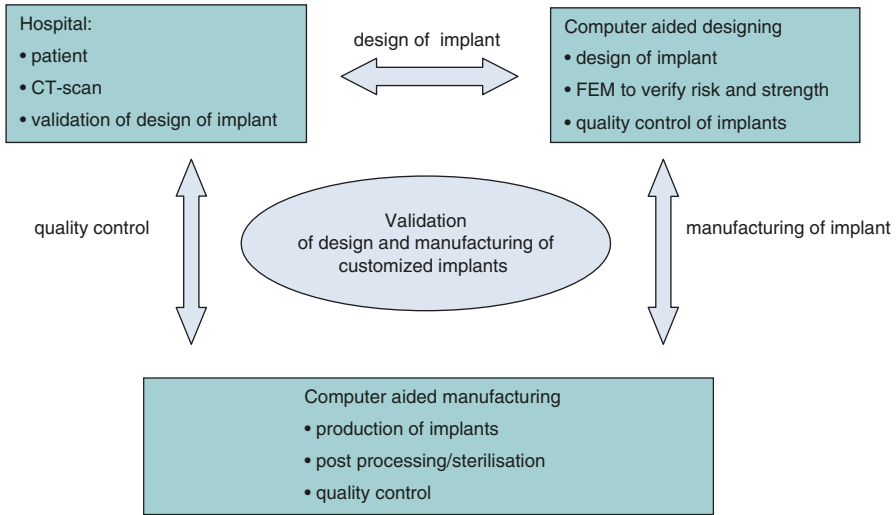 Hospital:
• patient
• CT-scan
• validation of design of implant
design of implant
Computer aided designing
• design of implant
• FEM to verify risk and strength
• quality control of implants
quality control
Validation
of design and manufacturing of
customized implants
manufacturing of implant
Computer aided manufacturing
• production of implants
• post processing/sterilisation
• quality control